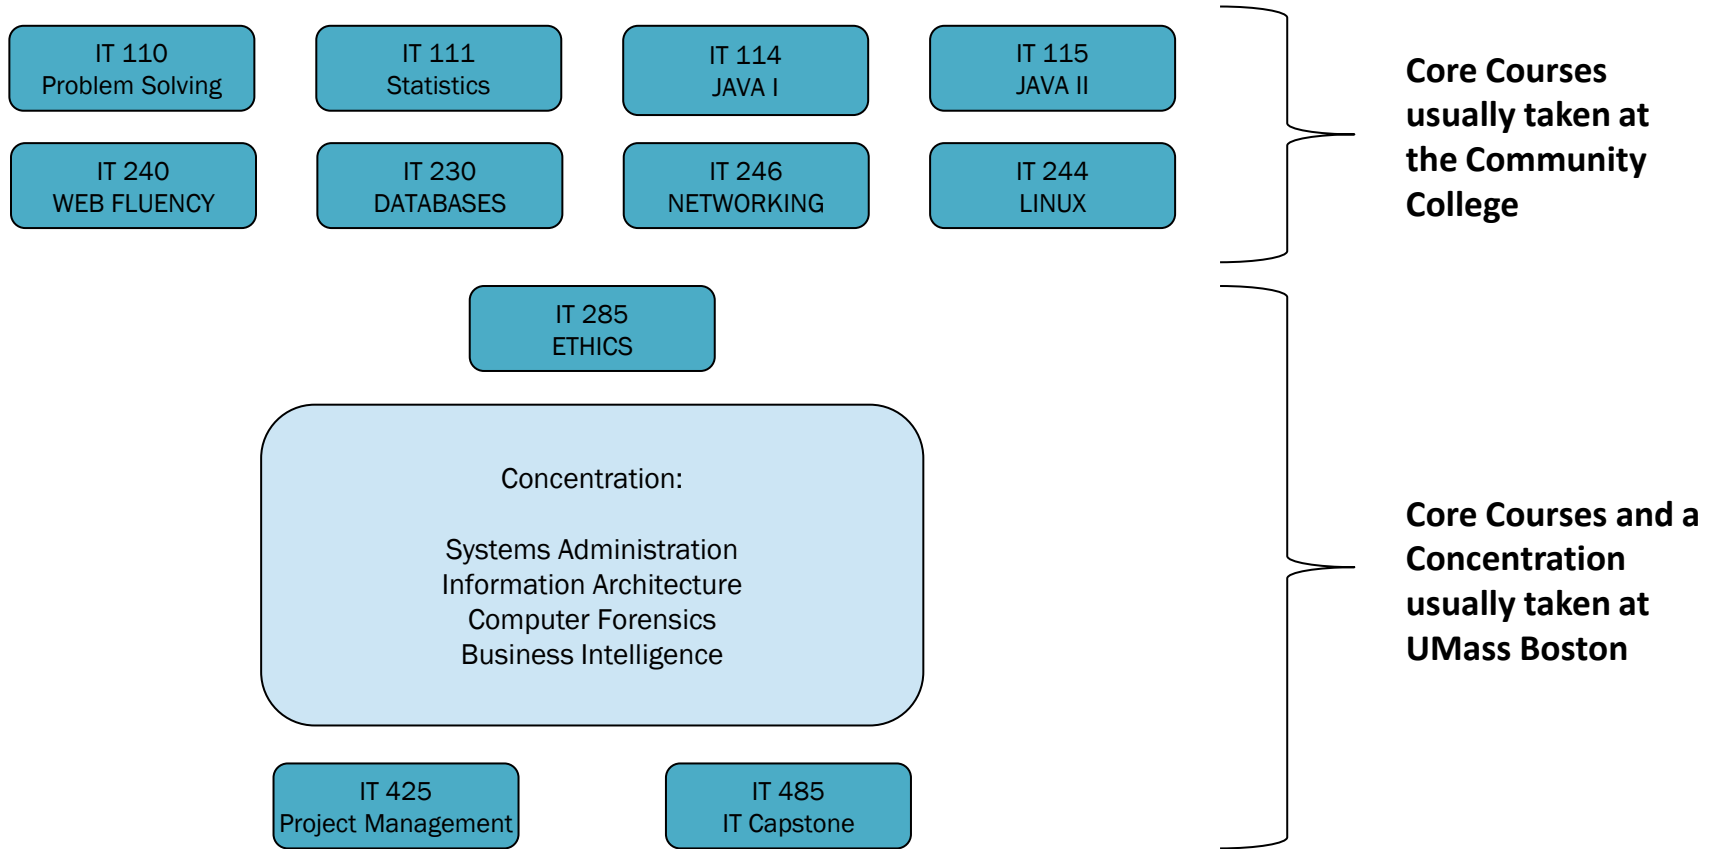 IT 110
Problem Solving
IT 111
Statistics
IT 114
JAVA I
IT 115
JAVA II
IT 240
WEB FLUENCY
IT 230
DATABASES
IT 246
NETWORKING
IT 244
LINUX
Core Courses
usually taken at
the Community
College
IT 285
ETHICS
Concentration:
Systems Administration
Information Architecture
Computer Forensics
Business Intelligence
IT 425
Project Management
IT 485
IT Capstone
Core Courses and a
Concentration
usually taken at
UMass Boston